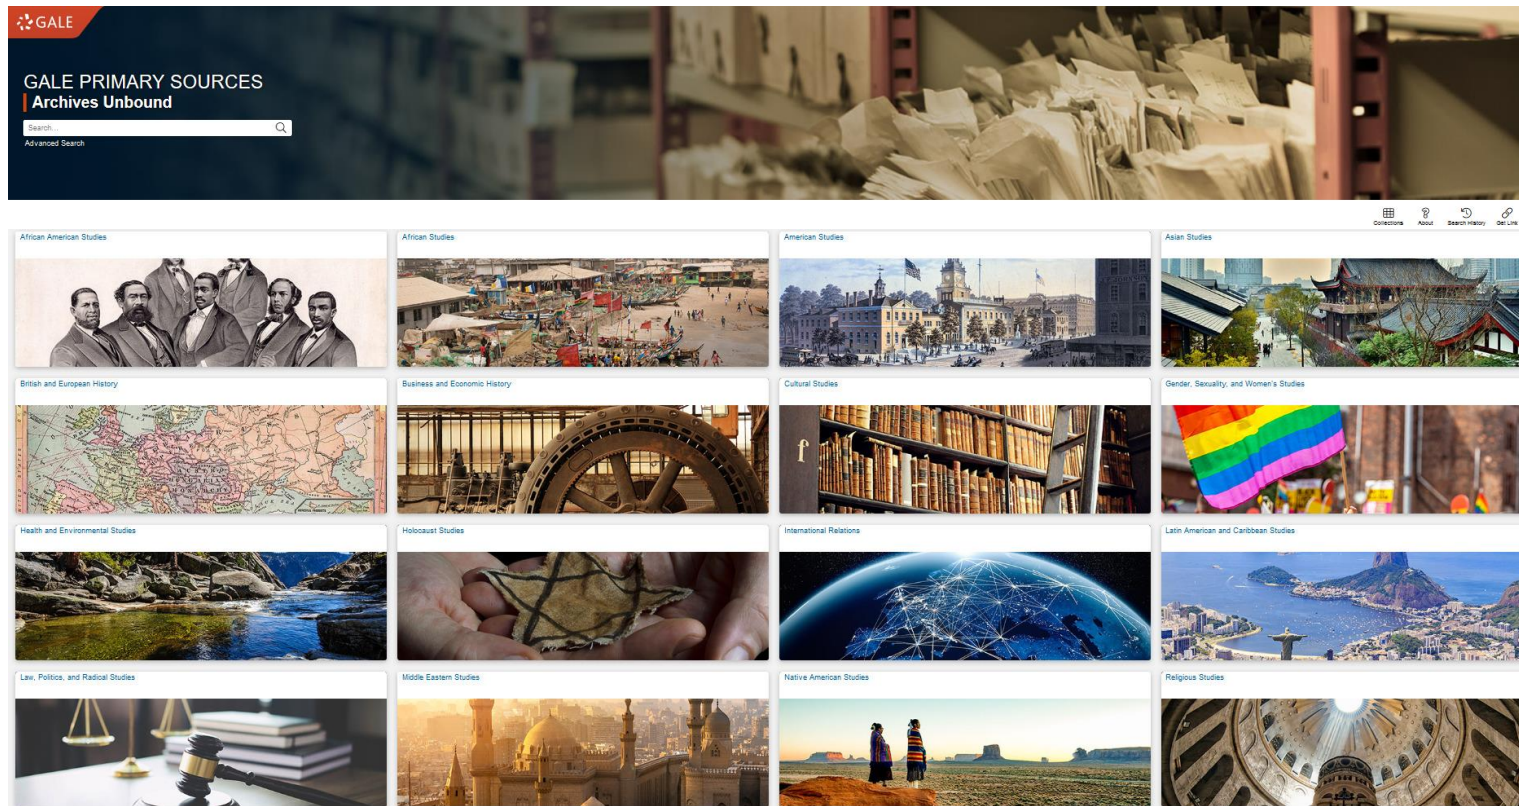 GALE
GALE PRIMARY SOURCES
Archives Unbound
Search...
Advanced Search
Collections
About
Search History
Get Link
African American Studies
African Studies
American Studies
Asian Studies
British and European History
Business and Economic History
Cultural Studies
Gender, Sexuality, and Women's Studies
f
Health and Environmental Studies
Holocaust Studies
International Relations
Latin American and Caribbean Studies
Law, Politics, and Radical Studies
Middle Eastern Studies
Native American Studies
Religious Studies